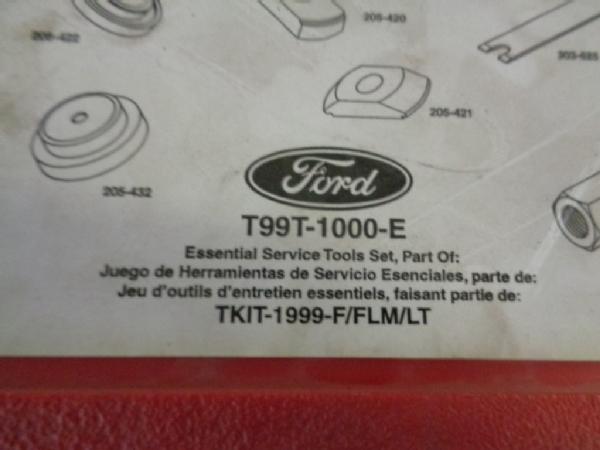 205-422
205-420
303-625
205-421
205-432
Ford
T99T-1000-E
Essential Service Tools Set, Part Of:
Juego de Herramientas de Servicio Esenciales, parte de:
Jeu d'outils d'entretien essentiels, faisant partie de:
TKIT-1999-F/FLM/LT